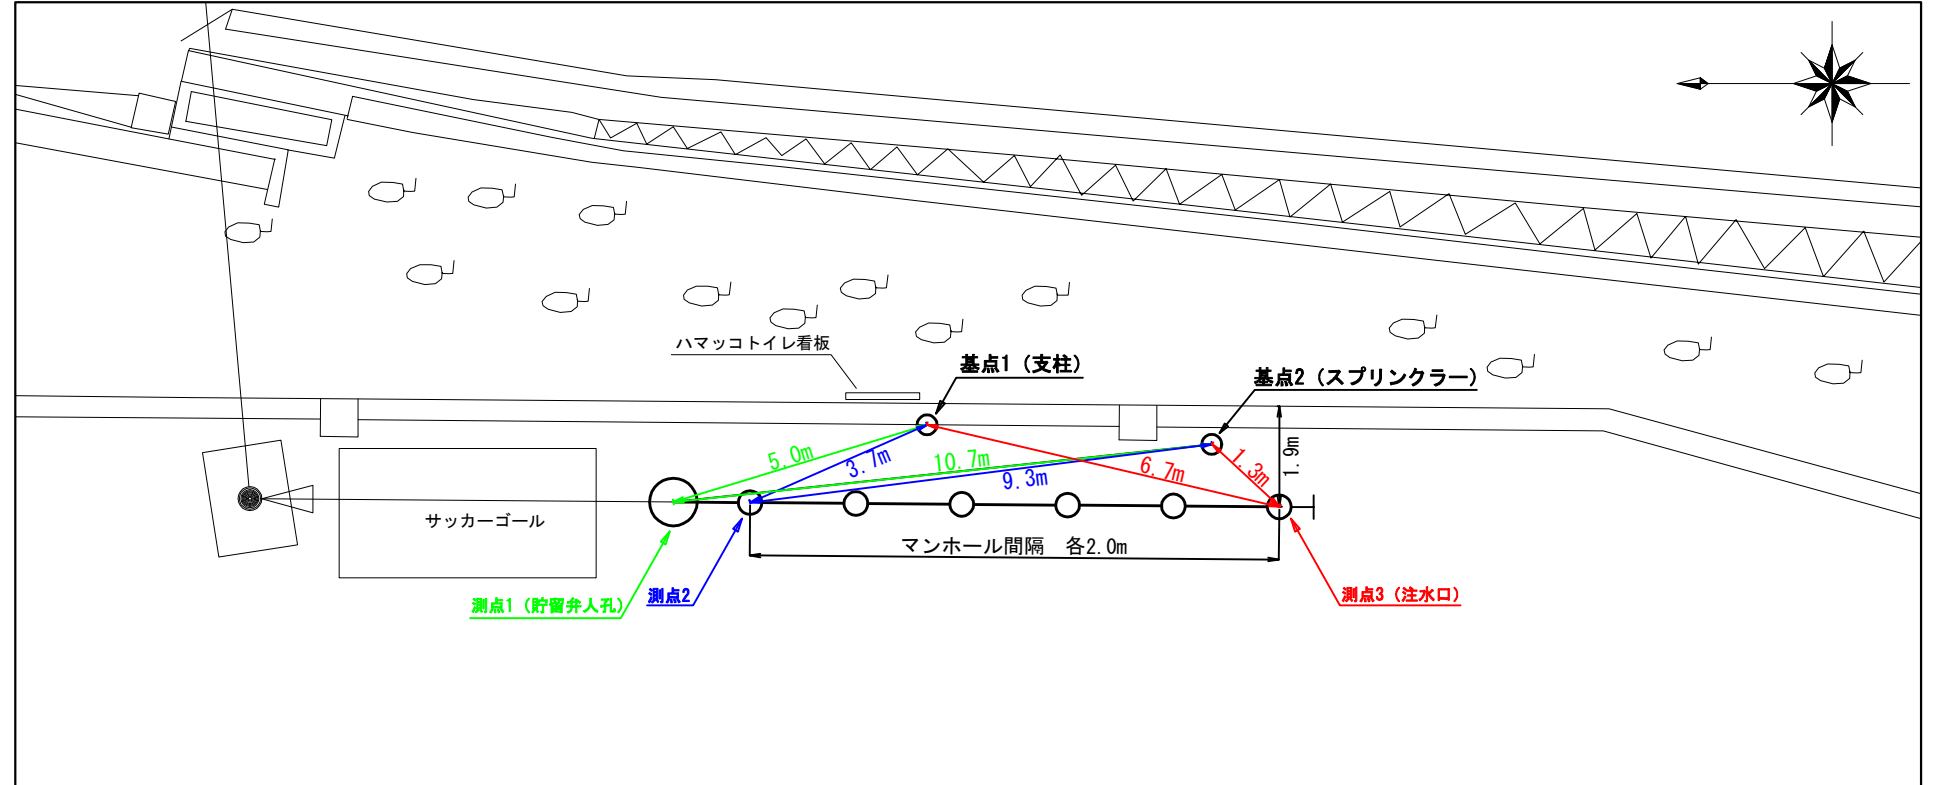 ハマッコトイレ看板
基点1（支柱）
基点2（スプリンクラー）
5.0m
3.7m
10.7m
9.3m
6.7m
1.3m
1.9m
サッカーゴール
マンホール間隔　各2.0m
測点1（貯留弁人孔）
測点2
測点3（注水口）